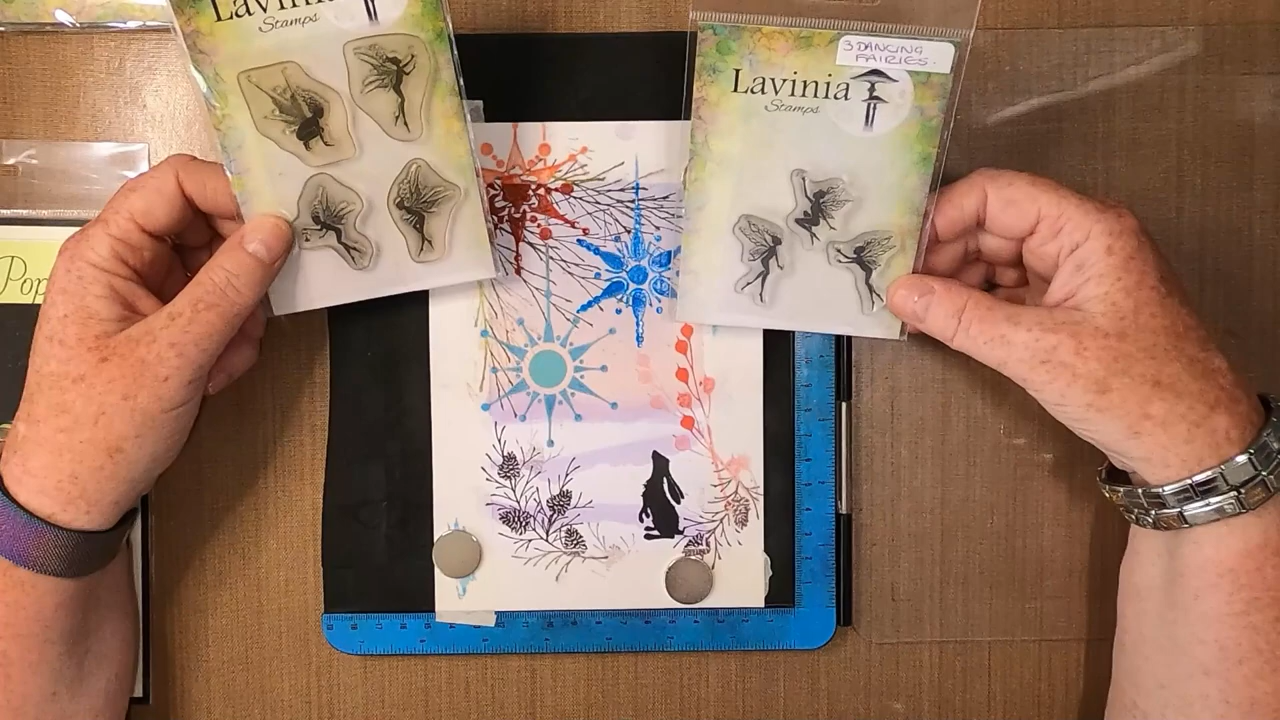 Lavinia
Stamps
3 DANCING
FAIRIES.
Lavinia
Stamps
Pop